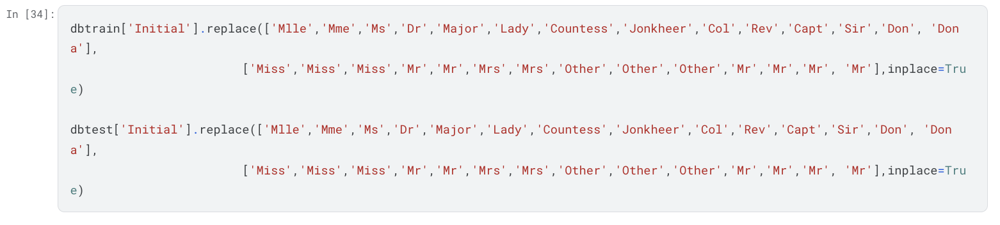 In [34]:
dbtrain['Initial'].replace(['Mlle','Mme','Ms','Dr','Major','Lady','Countess','Jonkheer','Col','Rev','Capt','Sir','Don', 'Don
a'],
['Miss','Miss','Miss','Mr','Mr','Mrs','Mrs','Other','Other','Other','Mr','Mr','Mr', 'Mr'],inplace=Tru
e)
dbtest['Initial'].replace(['Mlle','Mme','Ms','Dr','Major','Lady','Countess','Jonkheer','Col','Rev','Capt','Sir','Don', 'Don
a'],
['Miss','Miss','Miss','Mr','Mr','Mrs','Mrs','Other','Other','Other','Mr','Mr','Mr', 'Mr'],inplace=Tru
e)